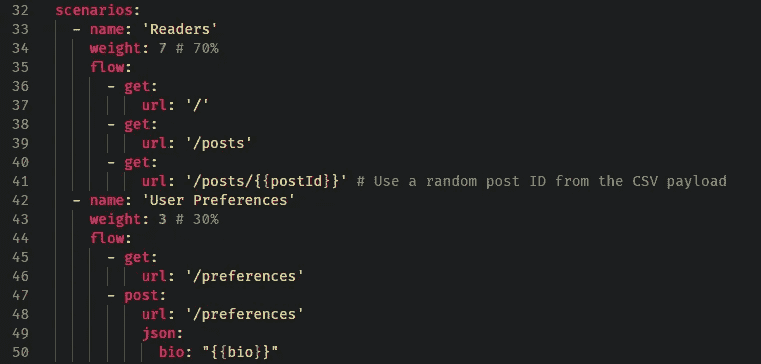 32 scenarios:
33   - name: 'Readers'
34     weight: 7 # 70%
35     flow:
36       - get:
37           url: '/'
38       - get:
39           url: '/posts'
40       - get:
41           url: '/posts/{{postId}}' # Use a random post ID from the CSV payload
42   - name: 'User Preferences'
43     weight: 3 # 30%
44     flow:
45       - get:
46           url: '/preferences'
47       - post:
48           url: '/preferences'
49           json:
50             bio: "{{bio}}"